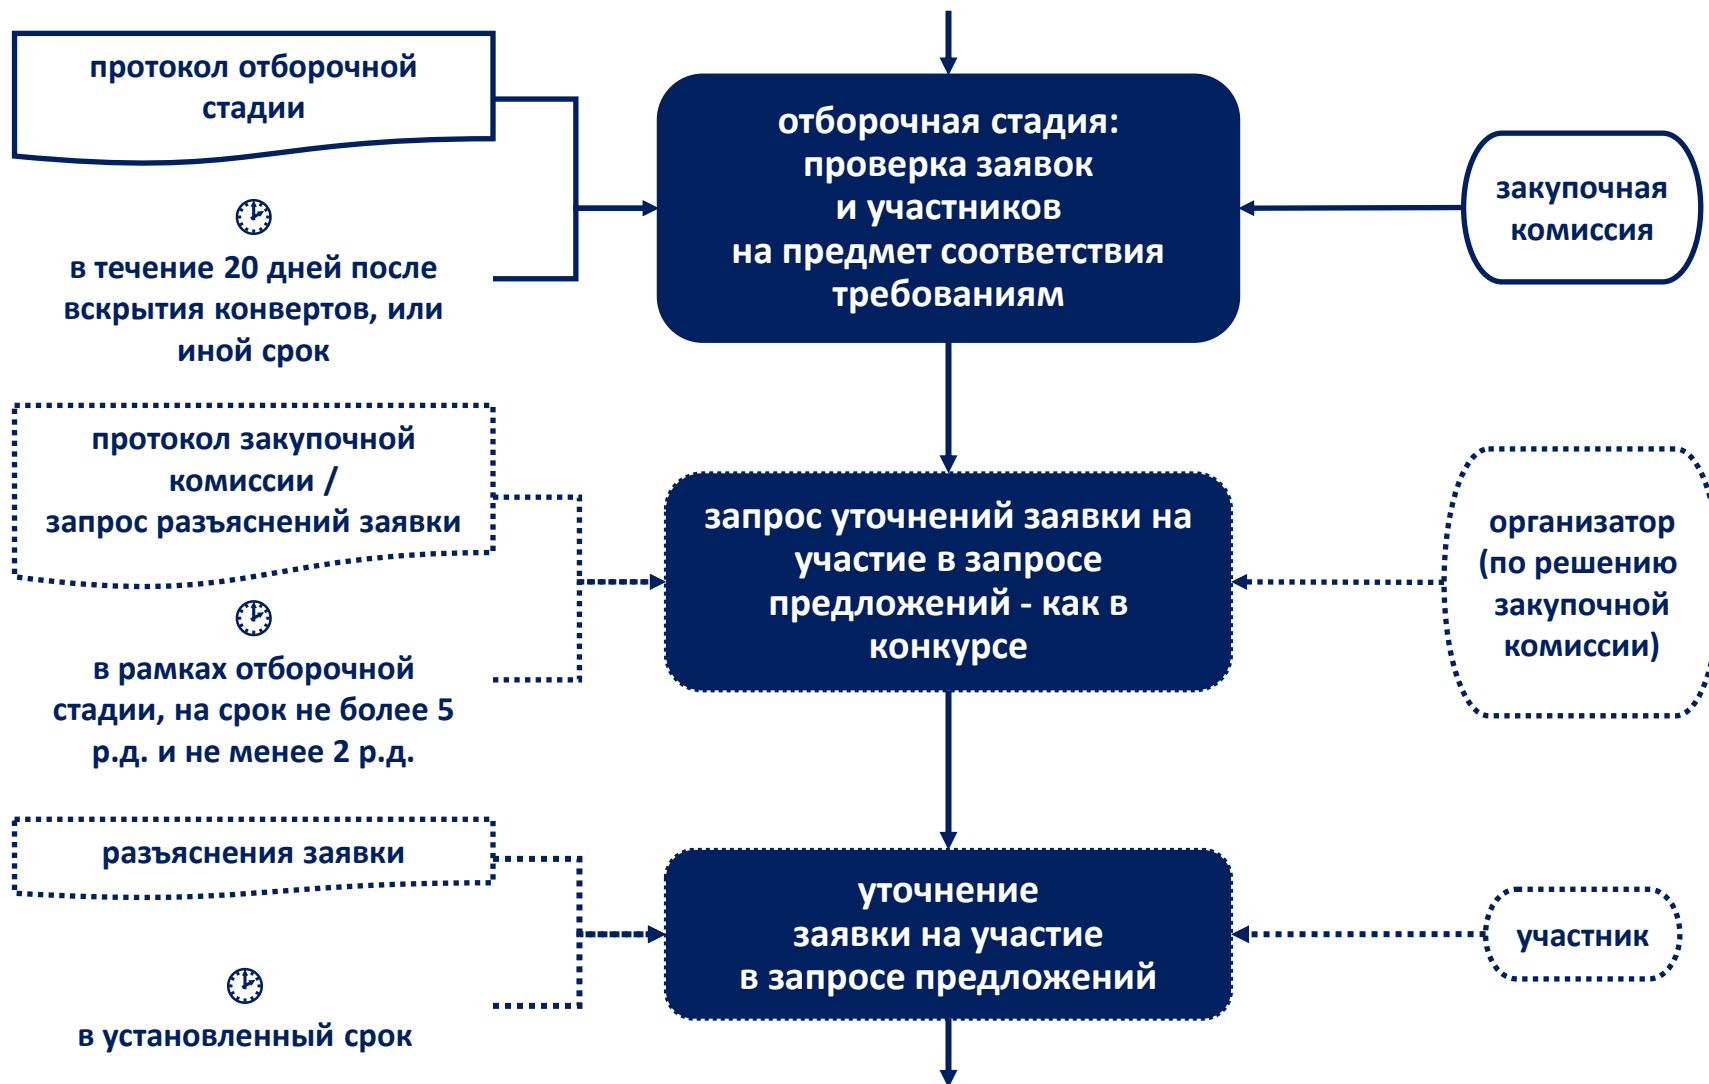 протокол отборочной
стадии
в течение 20 дней после
вскрытия конвертов, или
иной срок
отборочная стадия:
проверка заявок
и участников
на предмет соответствия
требованиям
закупочная
комиссия
протокол закупочной
комиссии /
запрос разъяснений заявки
в рамках отборочной
стадии, на срок не более 5
р.д. и не менее 2 р.д.
запрос уточнений заявки на
участие в запросе
предложений - как в
конкурсе
организатор
(по решению
закупочной
комиссии)
разъяснения заявки
в установленный срок
уточнение
заявки на участие
в запросе предложений
участник